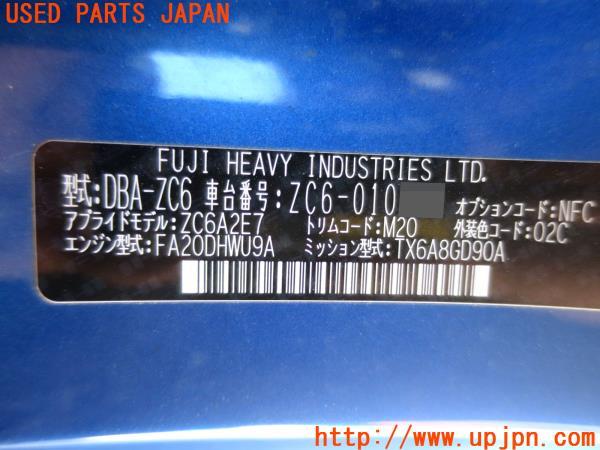 USED PARTS JAPAN
FUJI HEAVY INDUSTRIES LTD.
型式:DBA-ZC6 車台番号:ZC6-010 オプションコード:NFC
アプライドモデル:ZC6A2E7 トリムコード:M20 外装色コード:02C
エンジン型式:FA20DHWU9A ミッション型式:TX6A8GD90A
http://www.upjpn.com/